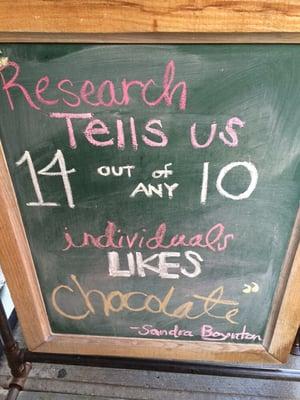 "Research
Tells us
14 out of any 10
individuals
LIKES
chocolate"
-Sandra Boynton